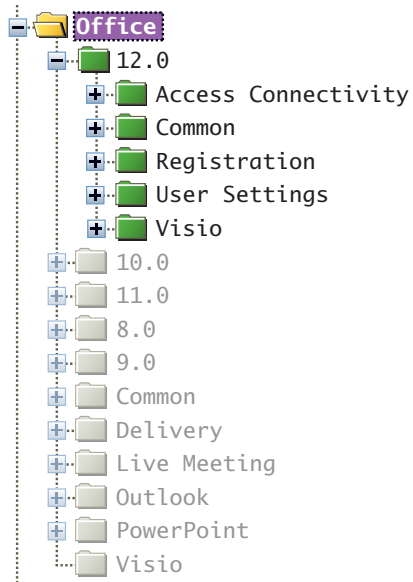 Office
12.0
Access Connectivity
Common
Registration
User Settings
Visio
10.0
11.0
8.0
9.0
Common
Delivery
Live Meeting
Outlook
PowerPoint
Visio